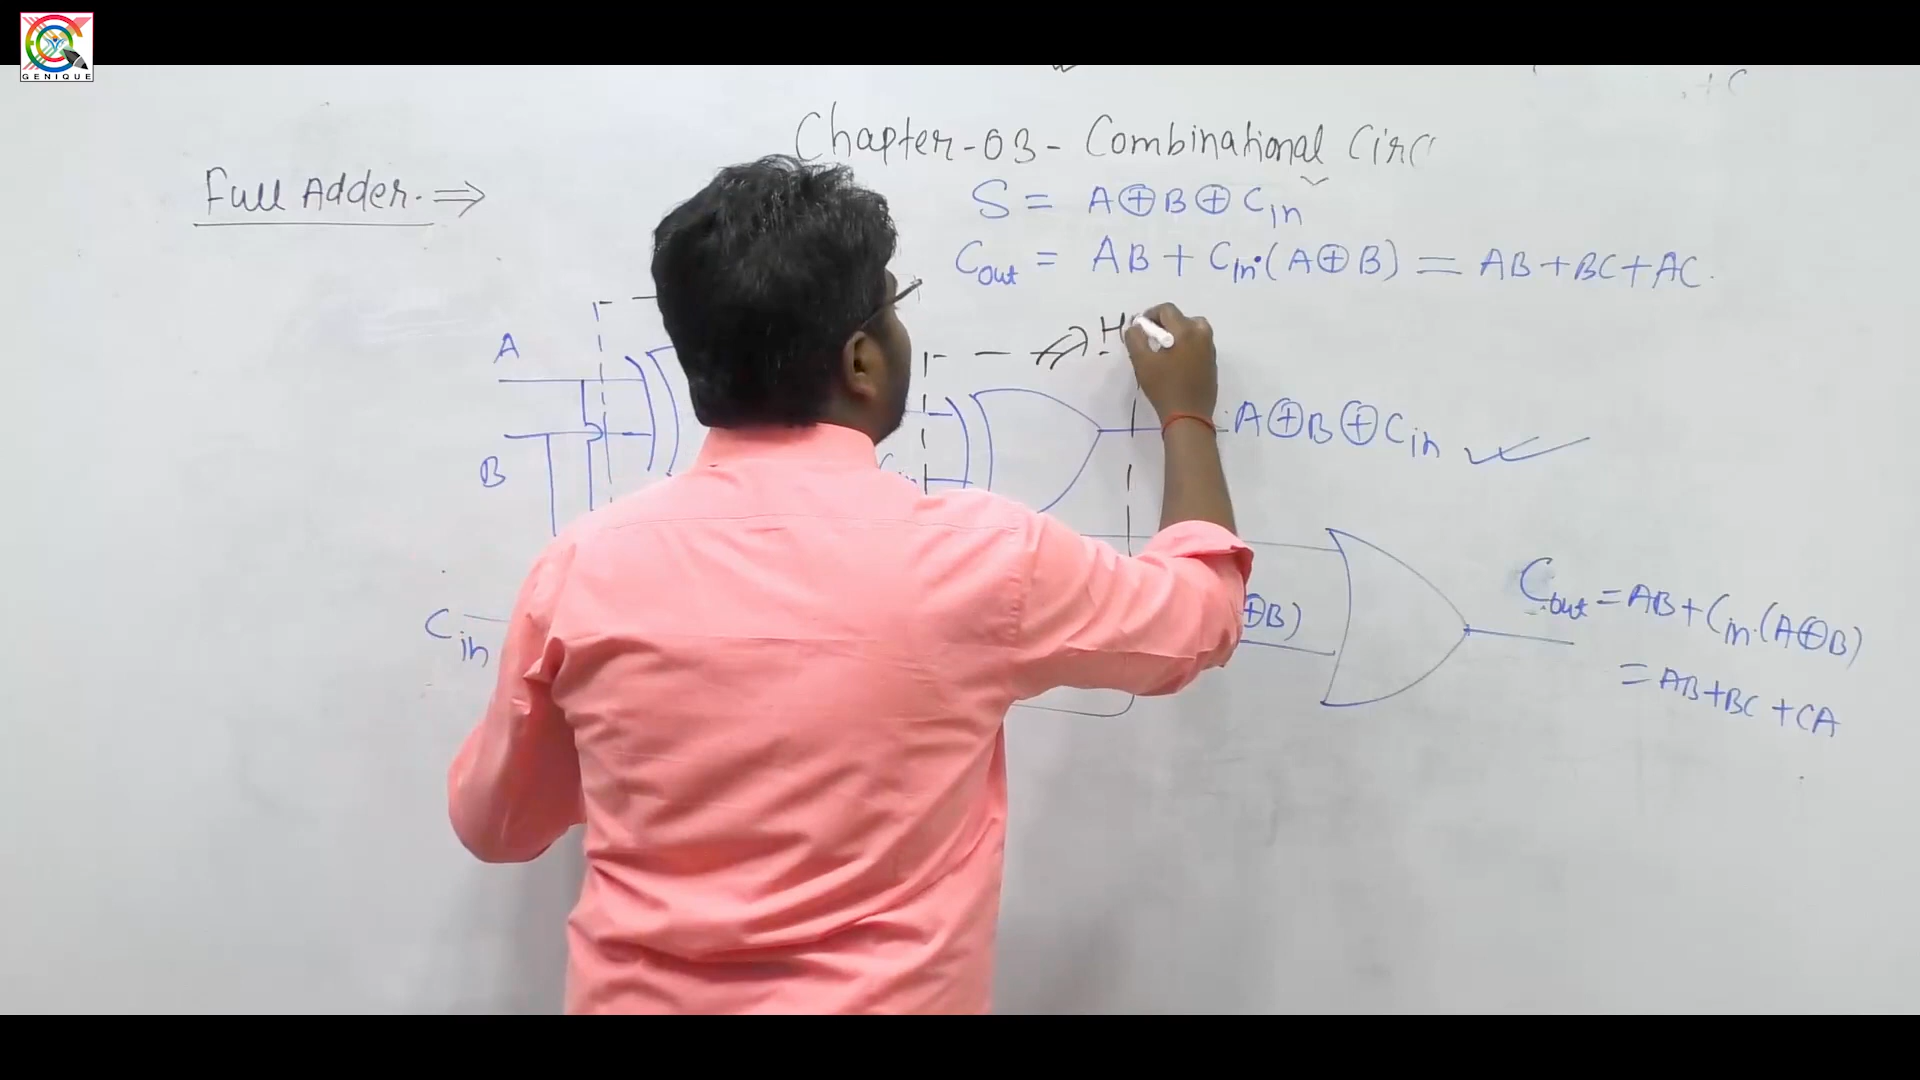 GENIQUE
Chapter-03- Combinational Circ
Full Adder. ⇒
S = A⊕B⊕Cin
Cout = AB + Cin·(A⊕B) = AB+BC+AC.
A
B
A⊕B⊕Cin
Cin
⊕B)
Cout = AB+Cin·(A⊕B)
= AB+BC+CA